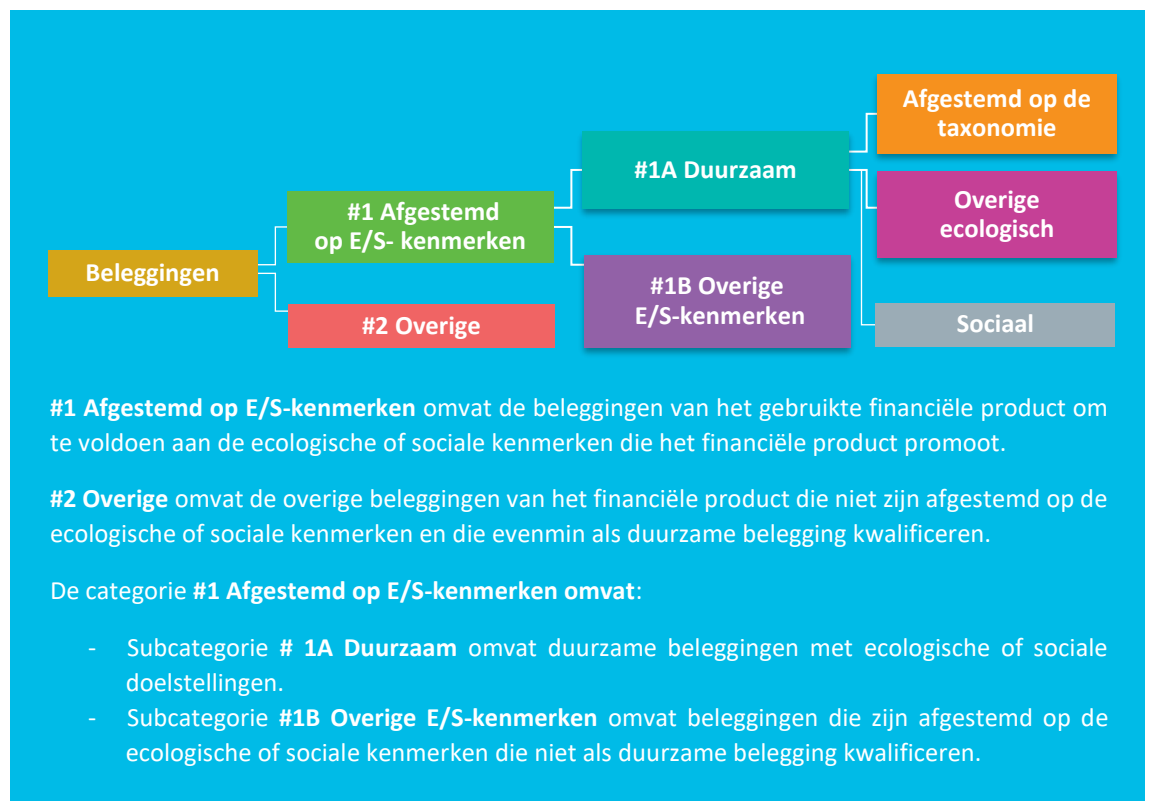 Beleggingen
#1 Afgestemd
op E/S- kenmerken
#2 Overige
#1A Duurzaam
#1B Overige
E/S-kenmerken
Afgestemd op de
taxonomie
Overige
ecologisch
Sociaal
#1 Afgestemd op E/S-kenmerken omvat de beleggingen van het gebruikte financiële product om
te voldoen aan de ecologische of sociale kenmerken die het financiële product promoot.
#2 Overige omvat de overige beleggingen van het financiële product die niet zijn afgestemd op de
ecologische of sociale kenmerken en die evenmin als duurzame belegging kwalificeren.
De categorie #1 Afgestemd op E/S-kenmerken omvat:
- Subcategorie # 1A Duurzaam omvat duurzame beleggingen met ecologische of sociale
doelstellingen.
- Subcategorie #1B Overige E/S-kenmerken omvat beleggingen die zijn afgestemd op de
ecologische of sociale kenmerken die niet als duurzame belegging kwalificeren.